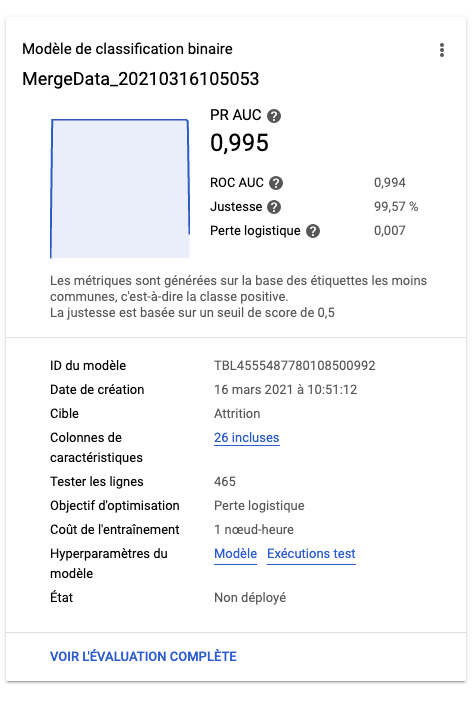 Modèle de classification binaire
MergeData_20210316105053
PR AUC
0,995
ROC AUC 0,994
Justesse 99,57 %
Perte logistique 0,007
Les métriques sont générées sur la base des étiquettes les moins
communes, c'est-à-dire la classe positive.
La justesse est basée sur un seuil de score de 0,5
ID du modèle TBL4555487780108500992
Date de création 16 mars 2021 à 10:51:12
Cible Attrition
Colonnes de 26 incluses
caractéristiques
Tester les lignes 465
Objectif d'optimisation Perte logistique
Coût de l'entraînement 1 nœud-heure
Hyperparamètres du Modèle Exécutions test
modèle
État Non déployé
VOIR L'ÉVALUATION COMPLÈTE